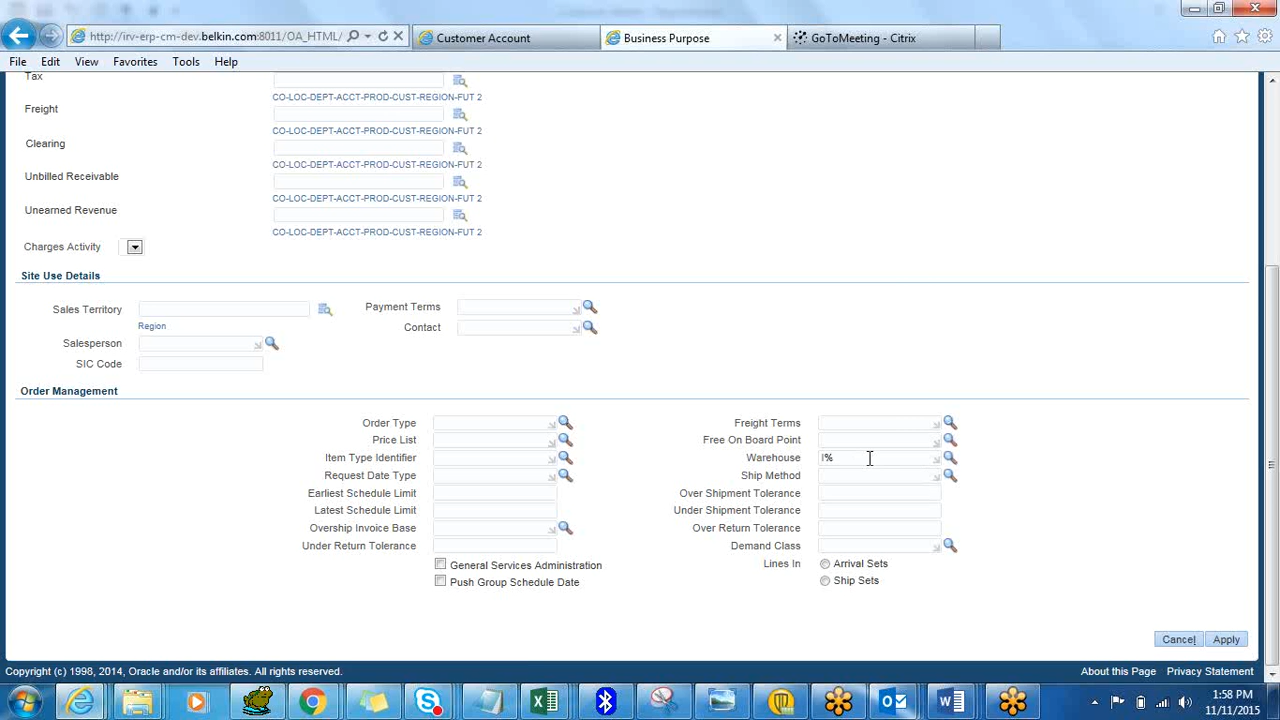 http://irv-erp-cm-dev.belkin.com:8011/OA_HTML/
Customer Account
Business Purpose
GoToMeeting - Citrix
File Edit View Favorites Tools Help
Tax
CO-LOC-DEPT-ACCT-PROD-CUST-REGION-FUT 2
Freight
CO-LOC-DEPT-ACCT-PROD-CUST-REGION-FUT 2
Clearing
CO-LOC-DEPT-ACCT-PROD-CUST-REGION-FUT 2
Unbilled Receivable
CO-LOC-DEPT-ACCT-PROD-CUST-REGION-FUT 2
Unearned Revenue
CO-LOC-DEPT-ACCT-PROD-CUST-REGION-FUT 2
Charges Activity
Site Use Details
Sales Territory Payment Terms
Region Contact
Salesperson
SIC Code
Order Management
Order Type Freight Terms
Price List Free On Board Point
Item Type Identifier Warehouse I%
Request Date Type Ship Method
Earliest Schedule Limit Over Shipment Tolerance
Latest Schedule Limit Under Shipment Tolerance
Overship Invoice Base Over Return Tolerance
Under Return Tolerance Demand Class
General Services Administration Lines In Arrival Sets
Push Group Schedule Date Ship Sets
Cancel Apply
Copyright (c) 1998, 2014, Oracle and/or its affiliates. All rights reserved. About this Page Privacy Statement
1:58 PM
11/11/2015